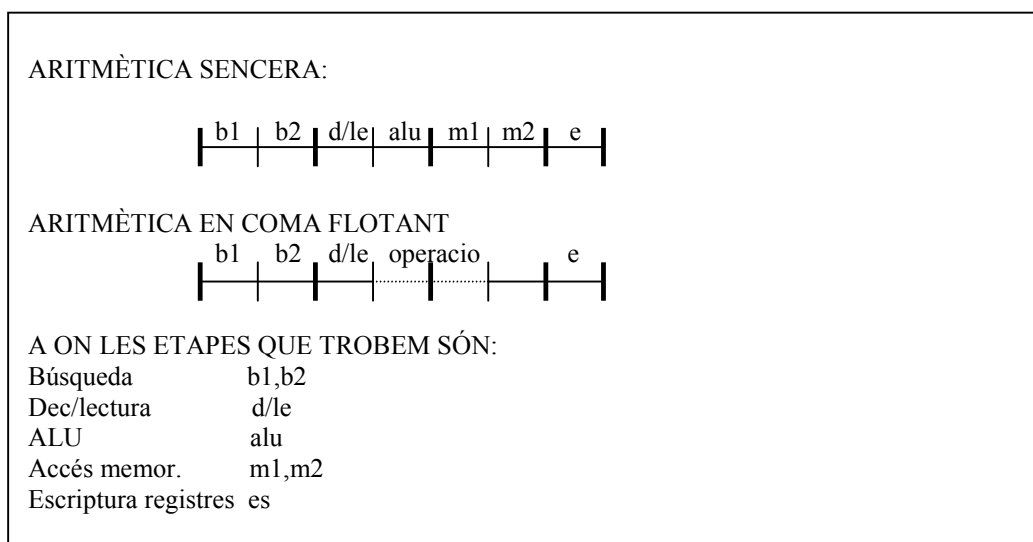 ARITMÈTICA SENCERA:
b1 b2 d/le alu m1 m2 e
ARITMÈTICA EN COMA FLOTANT
b1 b2 d/le operacio e
A ON LES ETAPES QUE TROBEM SÓN:
Búsqueda b1,b2
Dec/lectura d/le
ALU alu
Accés memor. m1,m2
Escriptura registres es